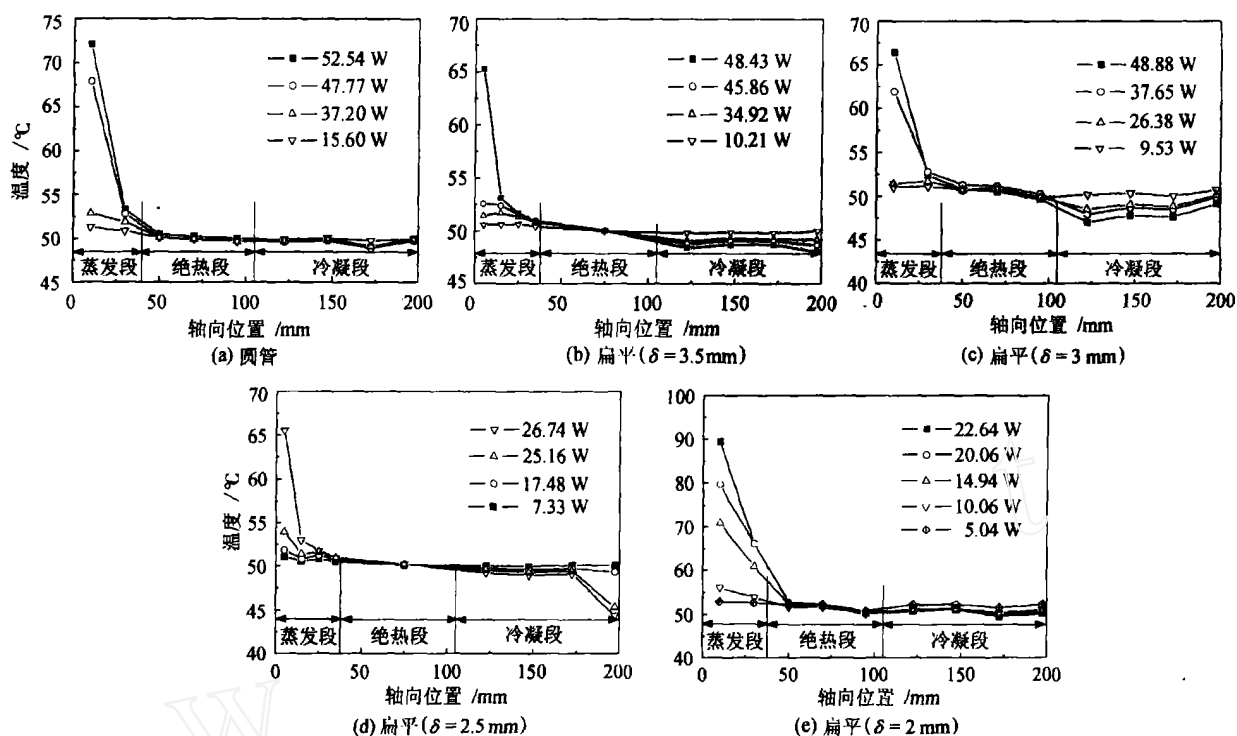 75
70
65
60
55
50
45
温度 /℃
52.54 W
47.77 W
37.20 W
15.60 W
蒸发段
绝热段
冷凝段
0 50 100 150 200
轴向位置 /mm
(a) 圆管
70
65
60
55
50
45
48.43 W
45.86 W
34.92 W
10.21 W
蒸发段
绝热段
冷凝段
0 50 100 150 200
轴向位置 /mm
(b) 扁平(δ = 3.5 mm)
70
65
60
55
50
45
40
48.88 W
37.65 W
26.38 W
9.53 W
蒸发段
绝热段
冷凝段
0 50 100 150 200
轴向位置 /mm
(c) 扁平(δ = 3 mm)
70
65
60
55
50
45
40
温度 /℃
26.74 W
25.16 W
17.48 W
7.33 W
蒸发段
绝热段
冷凝段
0 50 100 150 200
轴向位置 /mm
(d) 扁平(δ = 2.5 mm)
100
90
80
70
60
50
40
22.64 W
20.06 W
14.94 W
10.06 W
5.04 W
蒸发段
绝热段
冷凝段
0 50 100 150 200
轴向位置 /mm
(e) 扁平(δ = 2 mm)